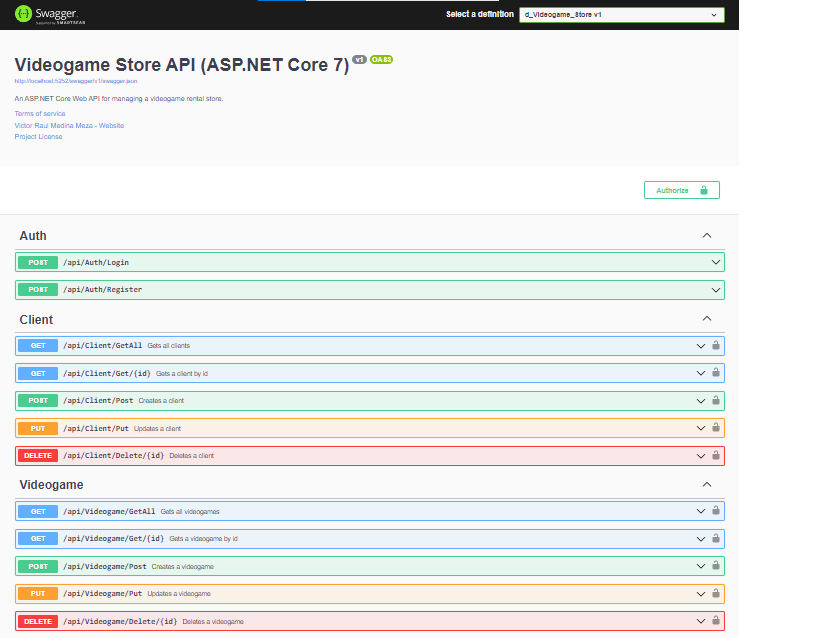 Swagger.
Supported by SMARTBEAR
Select a definition
d_Videogame_Store v1
Videogame Store API (ASP.NET Core 7) v1 OAS3
http://localhost:5252/swagger/v1/swagger.json
An ASP.NET Core Web API for managing a videogame rental store.
Terms of service
Victor Raul Medina Meza - Website
Project License
Authorize
Auth
POST /api/Auth/Login
POST /api/Auth/Register
Client
GET /api/Client/GetAll Gets all clients
GET /api/Client/Get/{id} Gets a client by id
POST /api/Client/Post Creates a client
PUT /api/Client/Put Updates a client
DELETE /api/Client/Delete/{id} Deletes a client
Videogame
GET /api/Videogame/GetAll Gets all videogames
GET /api/Videogame/Get/{id} Gets a videogame by id
POST /api/Videogame/Post Creates a videogame
PUT /api/Videogame/Put Updates a videogame
DELETE /api/Videogame/Delete/{id} Deletes a videogame